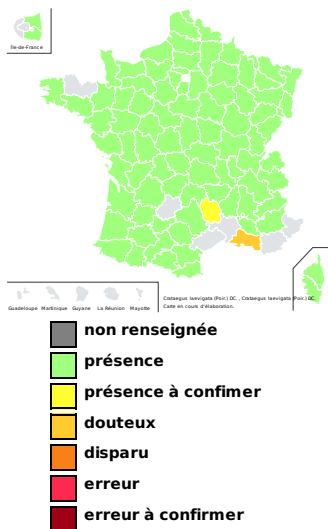 Île-de-France
Guadeloupe Martinique Guyane La Réunion Mayotte
Crataegus laevigata (Poir.) DC. , Crataegus laevigata (Poir.) DC.
Carte en cours d'élaboration.
non renseignée
présence
présence à confimer
douteux
disparu
erreur
erreur à confirmer